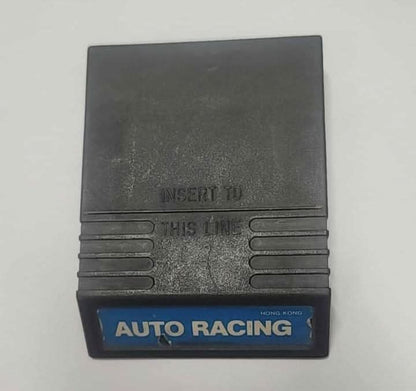 INSERT TO
THIS LINE
HONG KONG
AUTO RACING